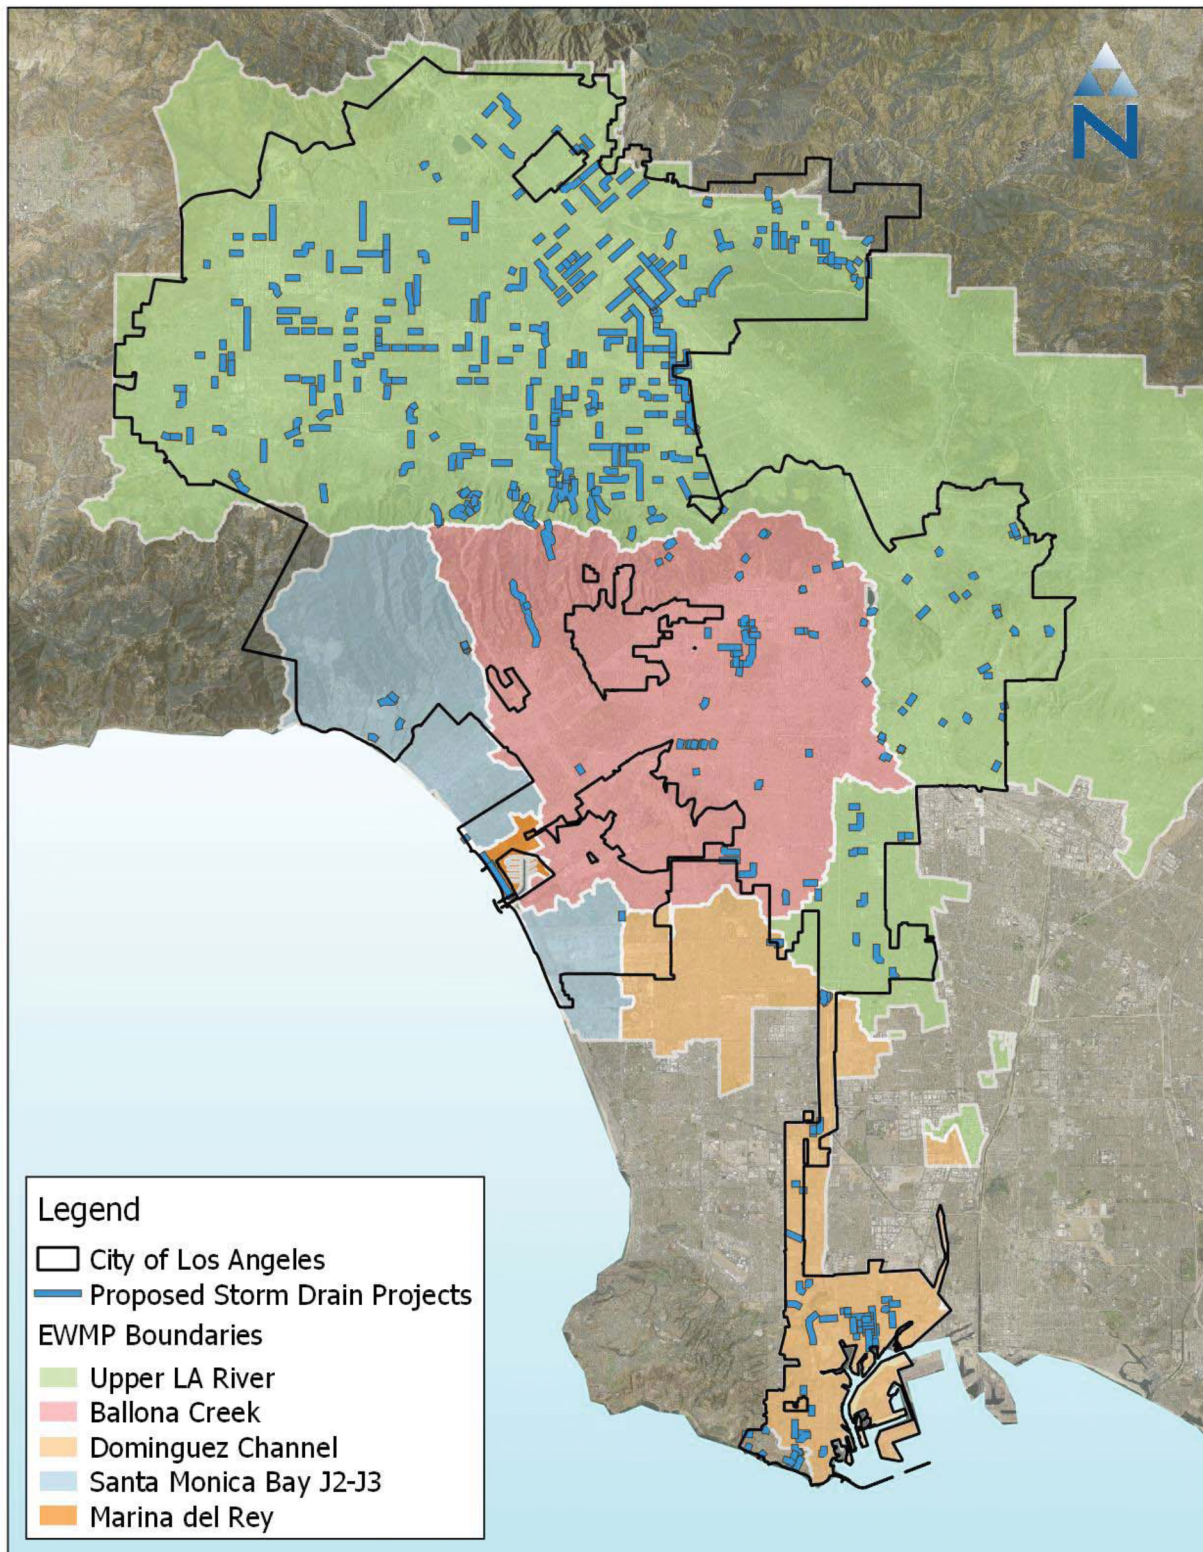 N
Legend
City of Los Angeles
Proposed Storm Drain Projects
EWMP Boundaries
Upper LA River
Ballona Creek
Dominguez Channel
Santa Monica Bay J2-J3
Marina del Rey